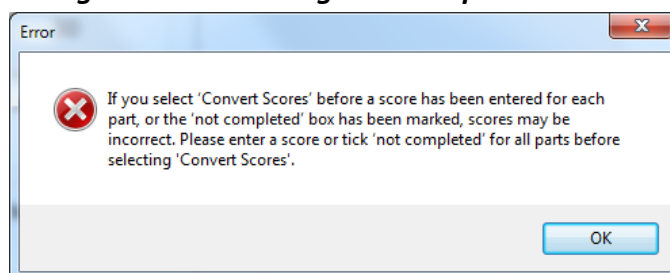 Error
If you select 'Convert Scores' before a score has been entered for each
part, or the 'not completed' box has been marked, scores may be
incorrect. Please enter a score or tick 'not completed' for all parts before
selecting 'Convert Scores'.
OK